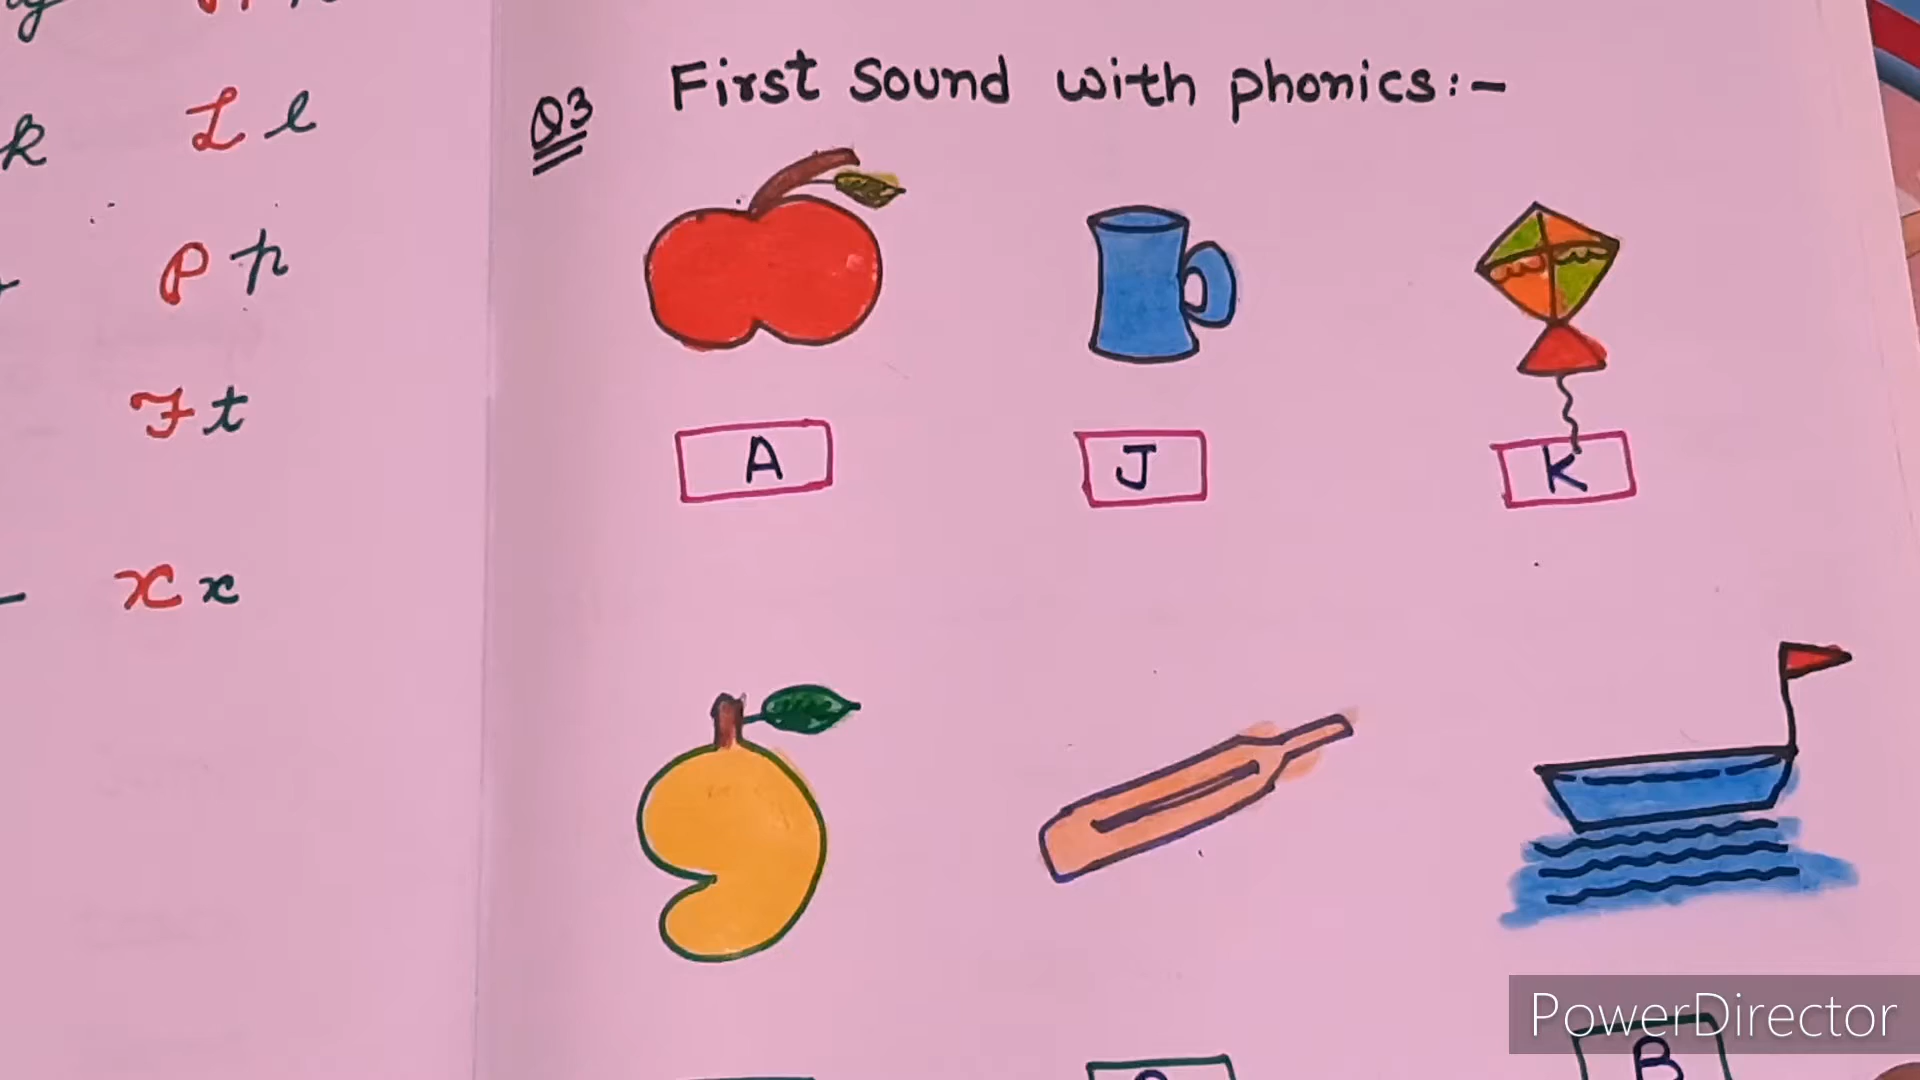 k L l
P p
T t
X x
Q3 First Sound with phonics:-
A J K
B
PowerDirector